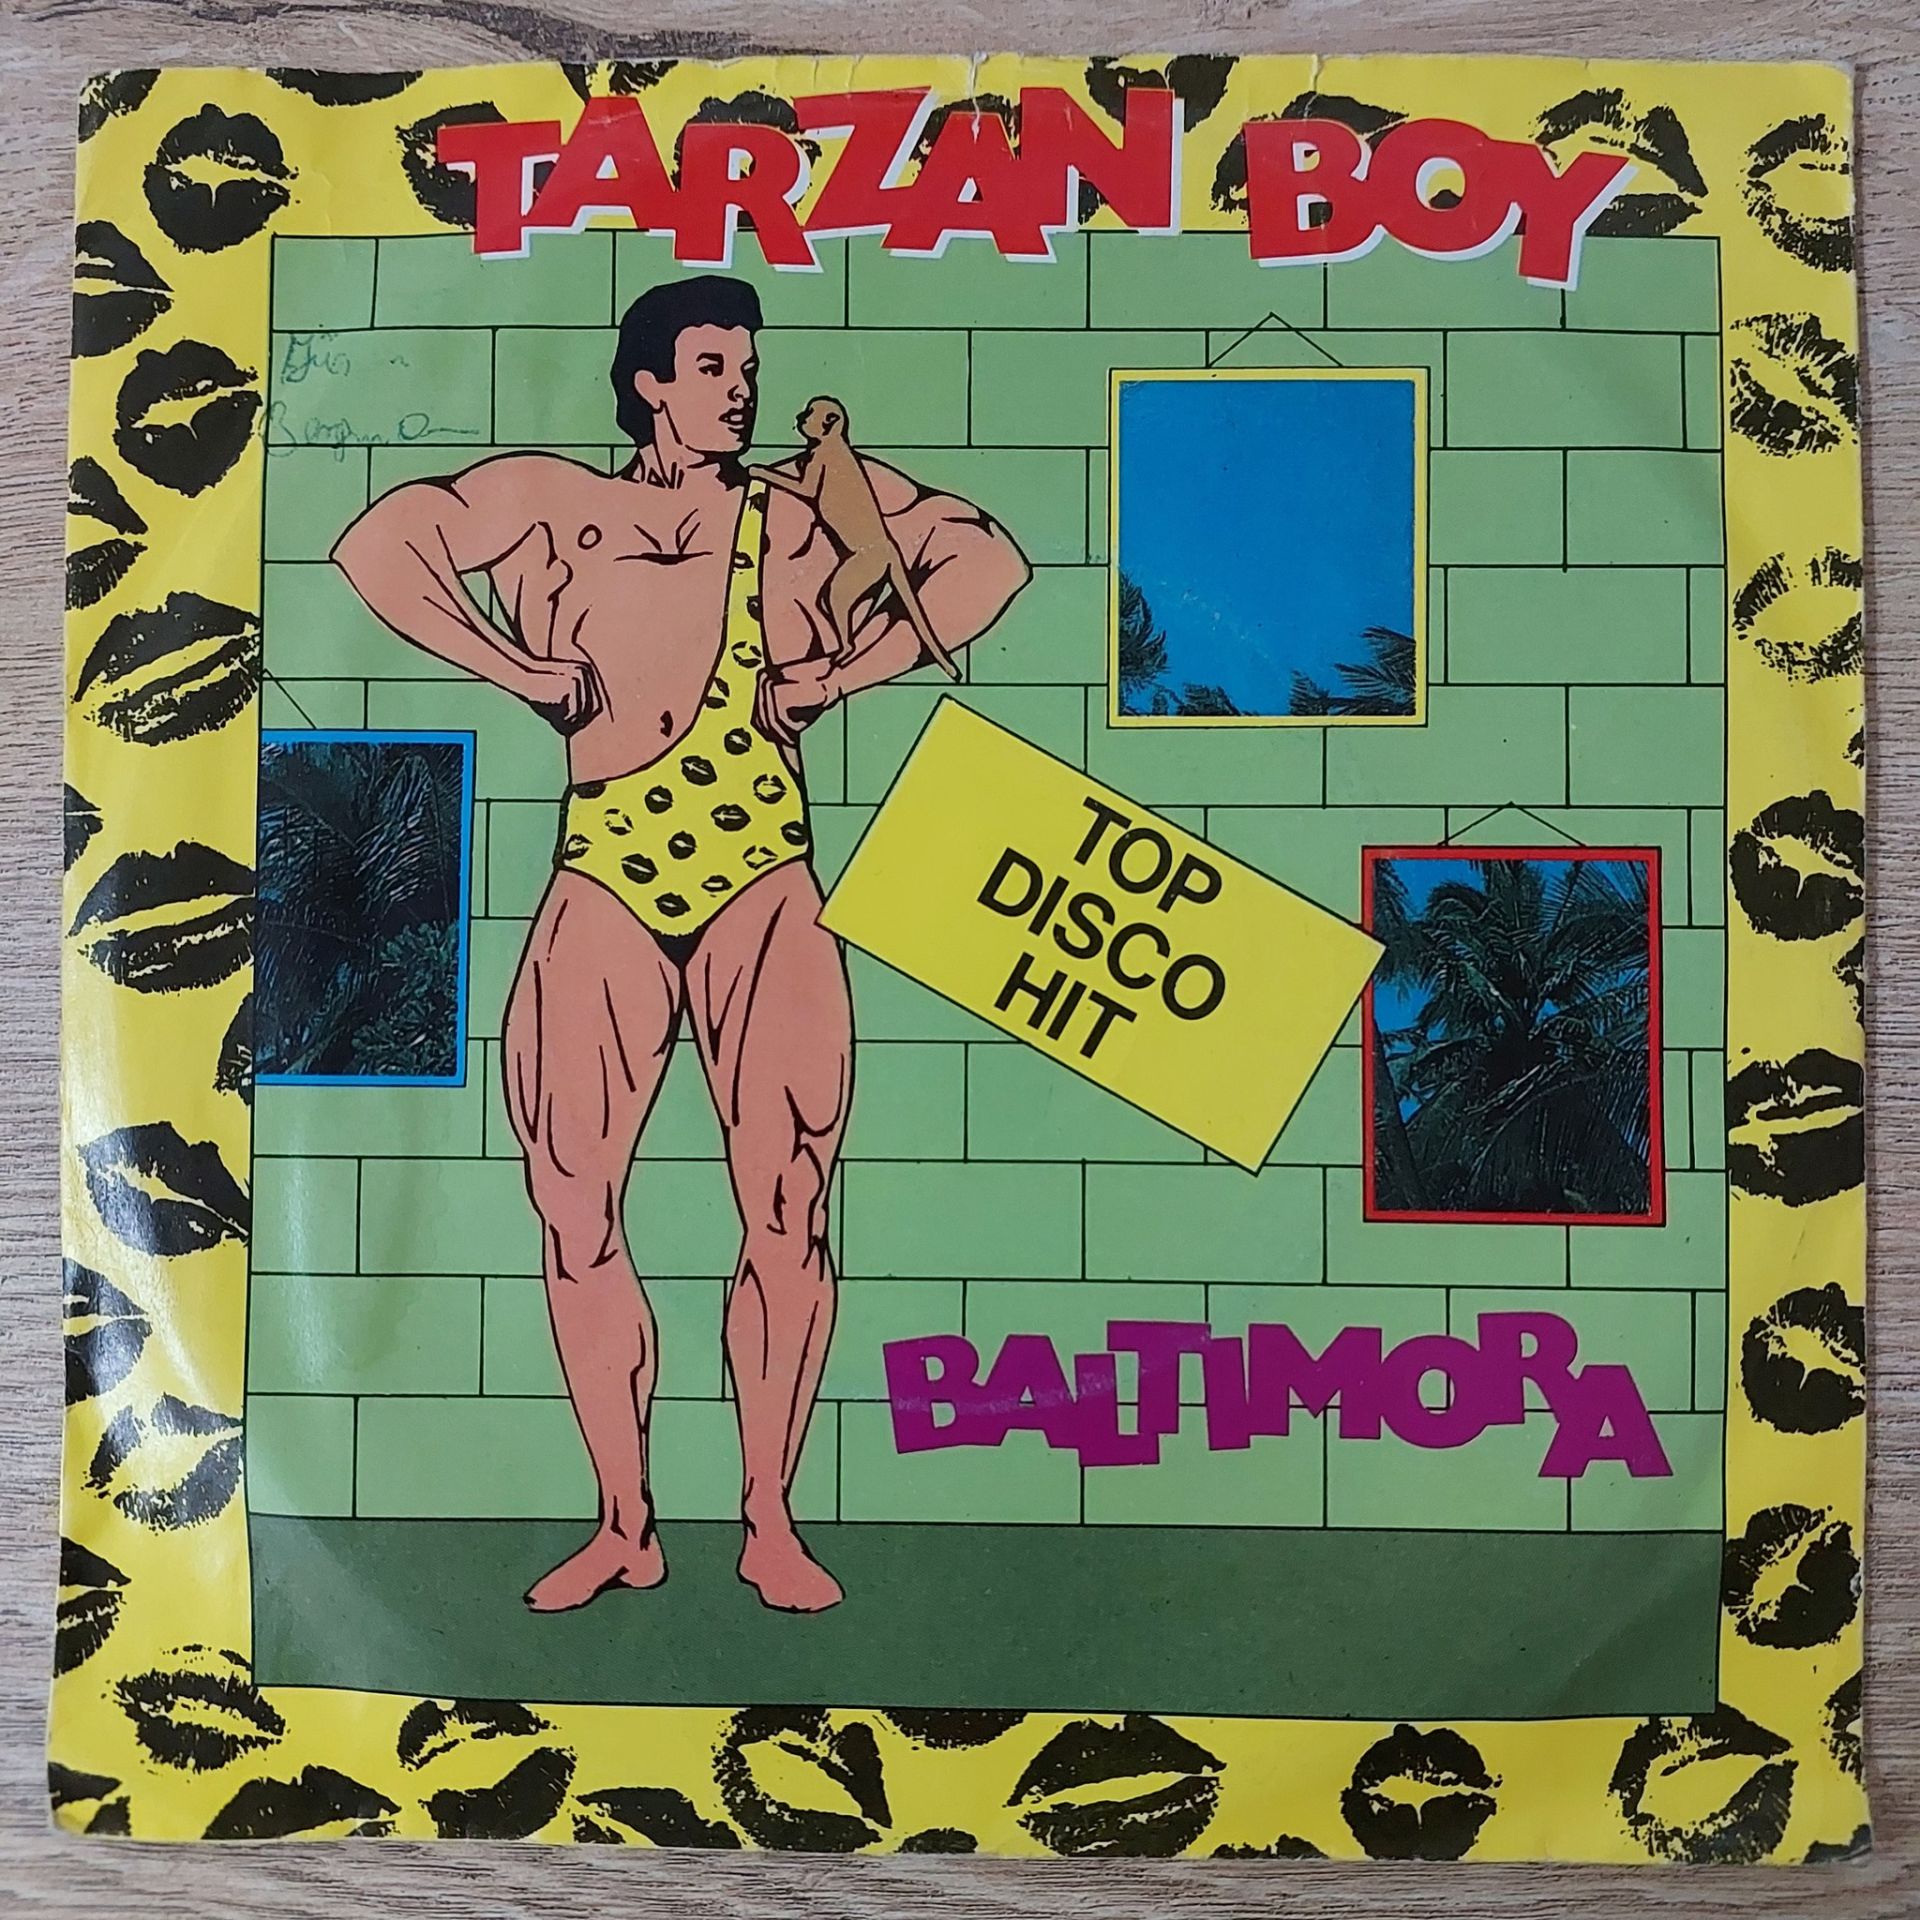 TARZAN BOY
TOP
DISCO
HIT
BALTIMORA